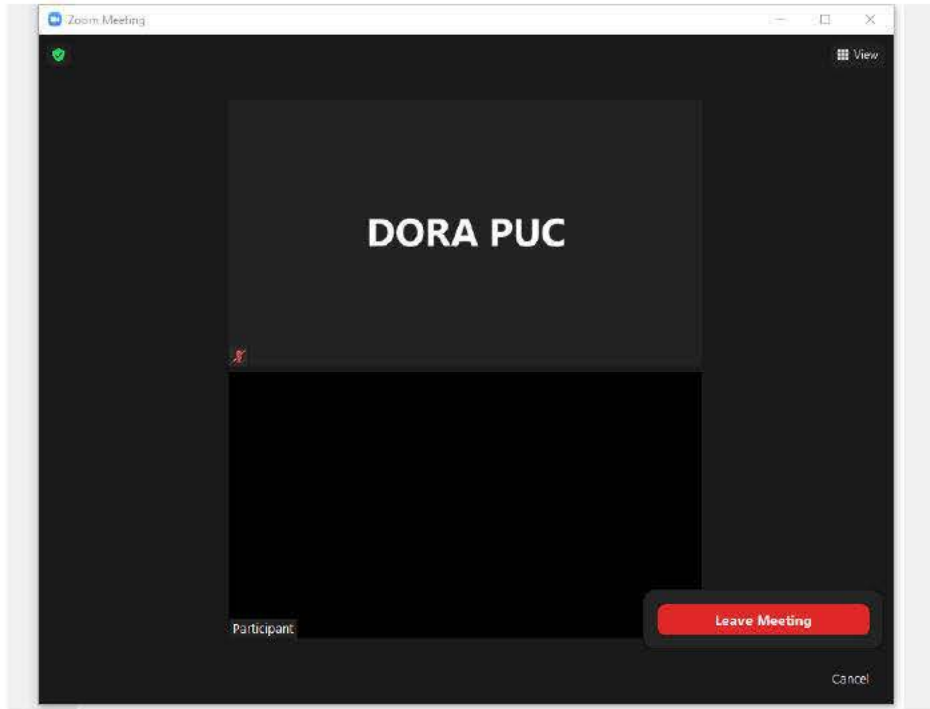 Zoom Meeting
View
DORA PUC
Participant
Leave Meeting
Cancel